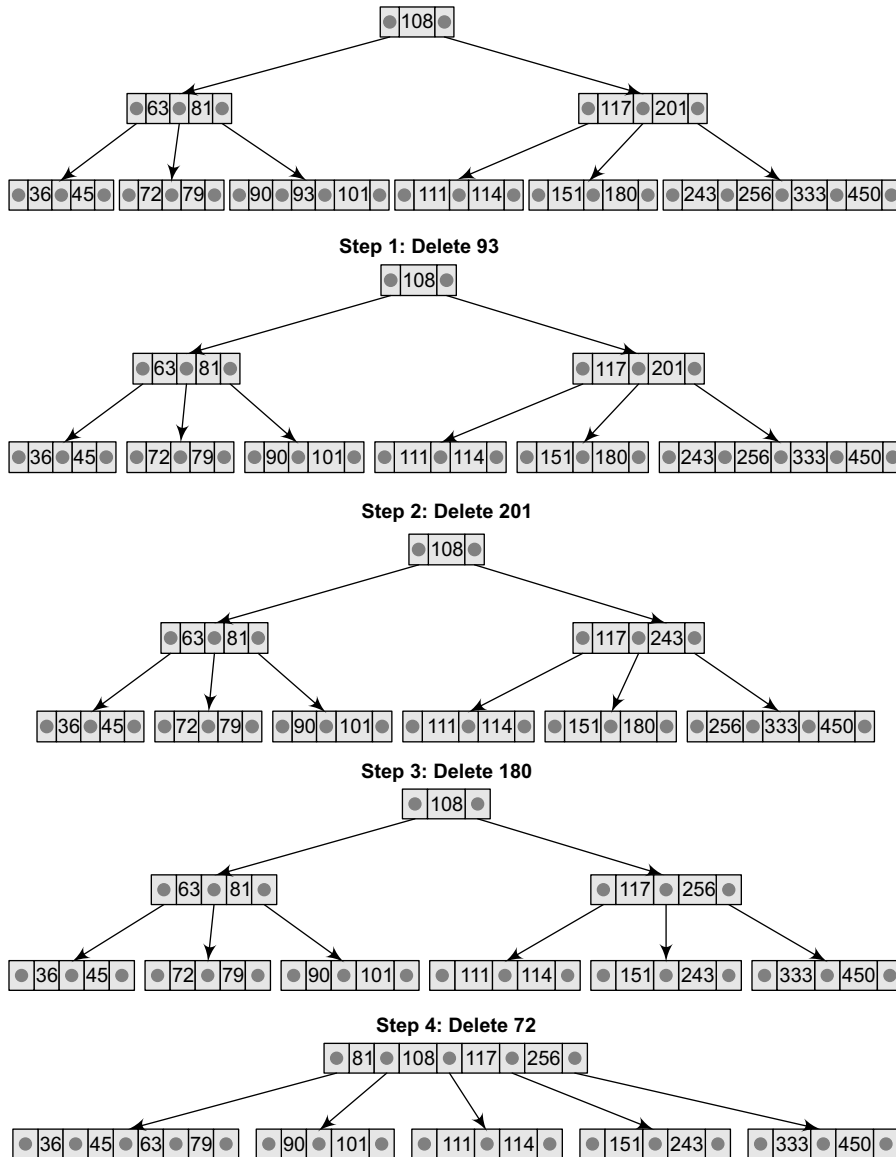 108
63 81 117 201
36 45 72 79 90 93 101 111 114 151 180 243 256 333 450
Step 1: Delete 93
108
63 81 117 201
36 45 72 79 90 101 111 114 151 180 243 256 333 450
Step 2: Delete 201
108
63 81 117 243
36 45 72 79 90 101 111 114 151 180 256 333 450
Step 3: Delete 180
108
63 81 117 256
36 45 72 79 90 101 111 114 151 243 333 450
Step 4: Delete 72
81 108 117 256
36 45 63 79 90 101 111 114 151 243 333 450